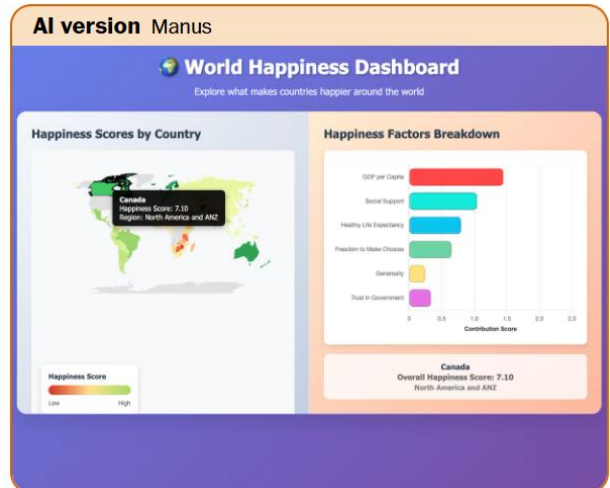 AI version Manus
🌍 World Happiness Dashboard
Explore what makes countries happier around the world
Happiness Scores by Country
Canada
Happiness Score: 7.10
Region: North America and ANZ
Happiness Score
Low High
Happiness Factors Breakdown
GDP per Capita
Social Support
Healthy Life Expectancy
Freedom to Make Choices
Generosity
Trust in Government
0 0.5 1.0 1.5 2.0 2.5
Contribution Score
Canada
Overall Happiness Score: 7.10
North America and ANZ